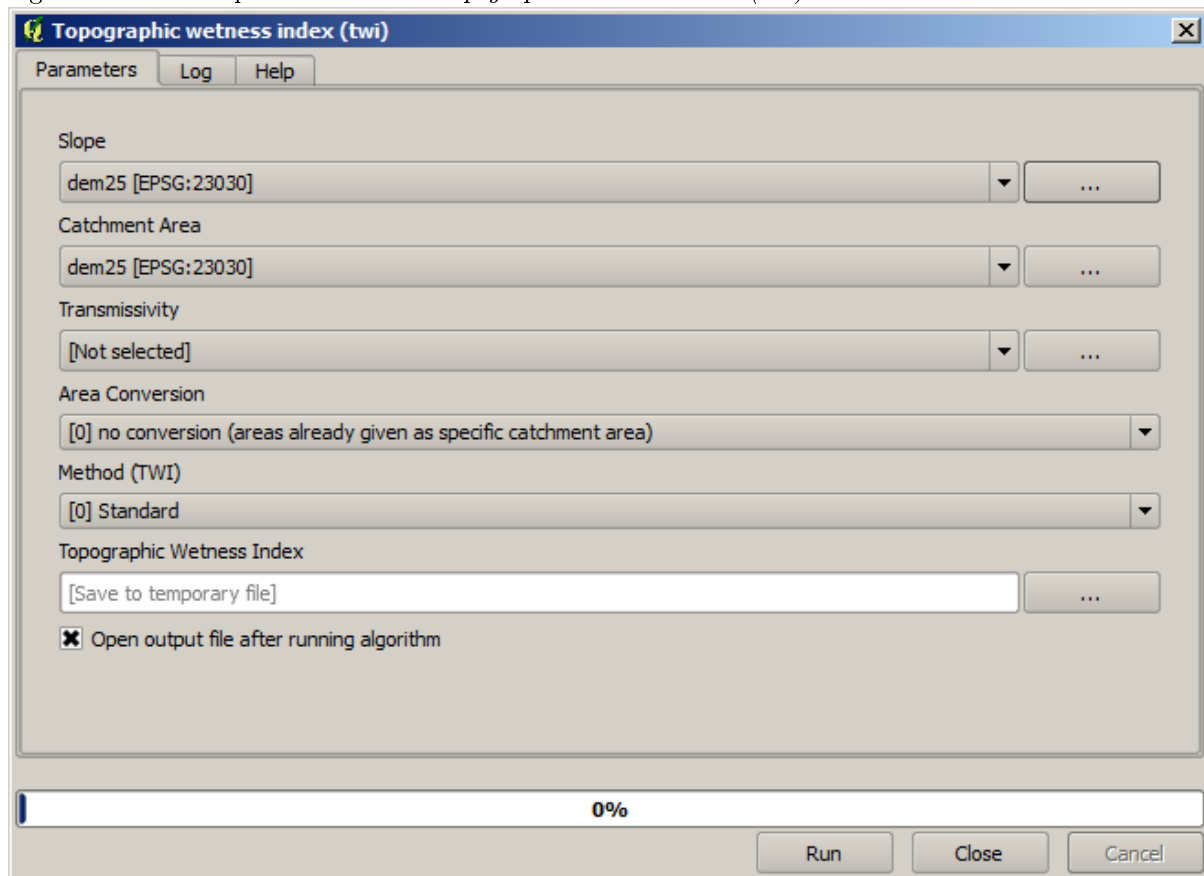 Topographic wetness index (twi)
Parameters Log Help
Slope
dem25 [EPSG:23030]
...
Catchment Area
dem25 [EPSG:23030]
...
Transmissivity
[Not selected]
...
Area Conversion
[0] no conversion (areas already given as specific catchment area)
Method (TWI)
[0] Standard
Topographic Wetness Index
[Save to temporary file]
...
Open output file after running algorithm
0%
Run Close Cancel